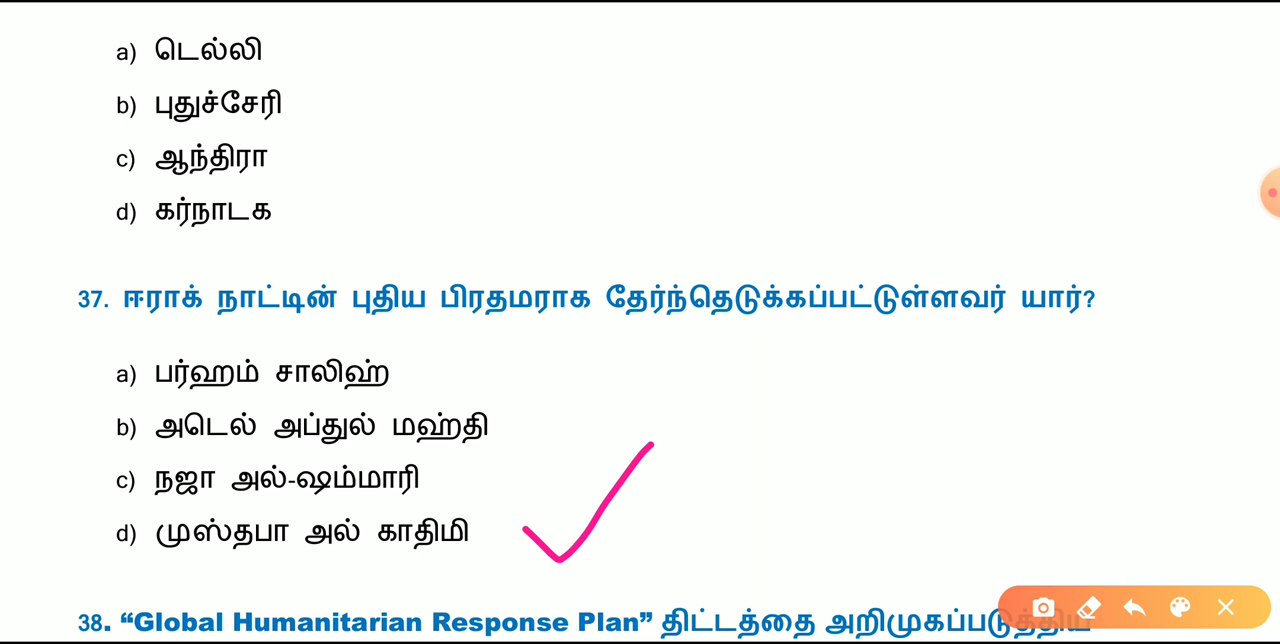 a) டெல்லி
b) புதுச்சேரி
c) ஆந்திரா
d) கர்நாடக
37. ஈராக் நாட்டின் புதிய பிரதமராக தேர்ந்தெடுக்கப்பட்டுள்ளவர் யார்?
a) பர்ஹம் சாலிஹ்
b) அடெல் அப்துல் மஹ்தி
c) நஜா அல்-ஷம்மாரி
d) முஸ்தபா அல் காதிமி
38. “Global Humanitarian Response Plan” திட்டத்தை அறிமுகப்படுத்திய